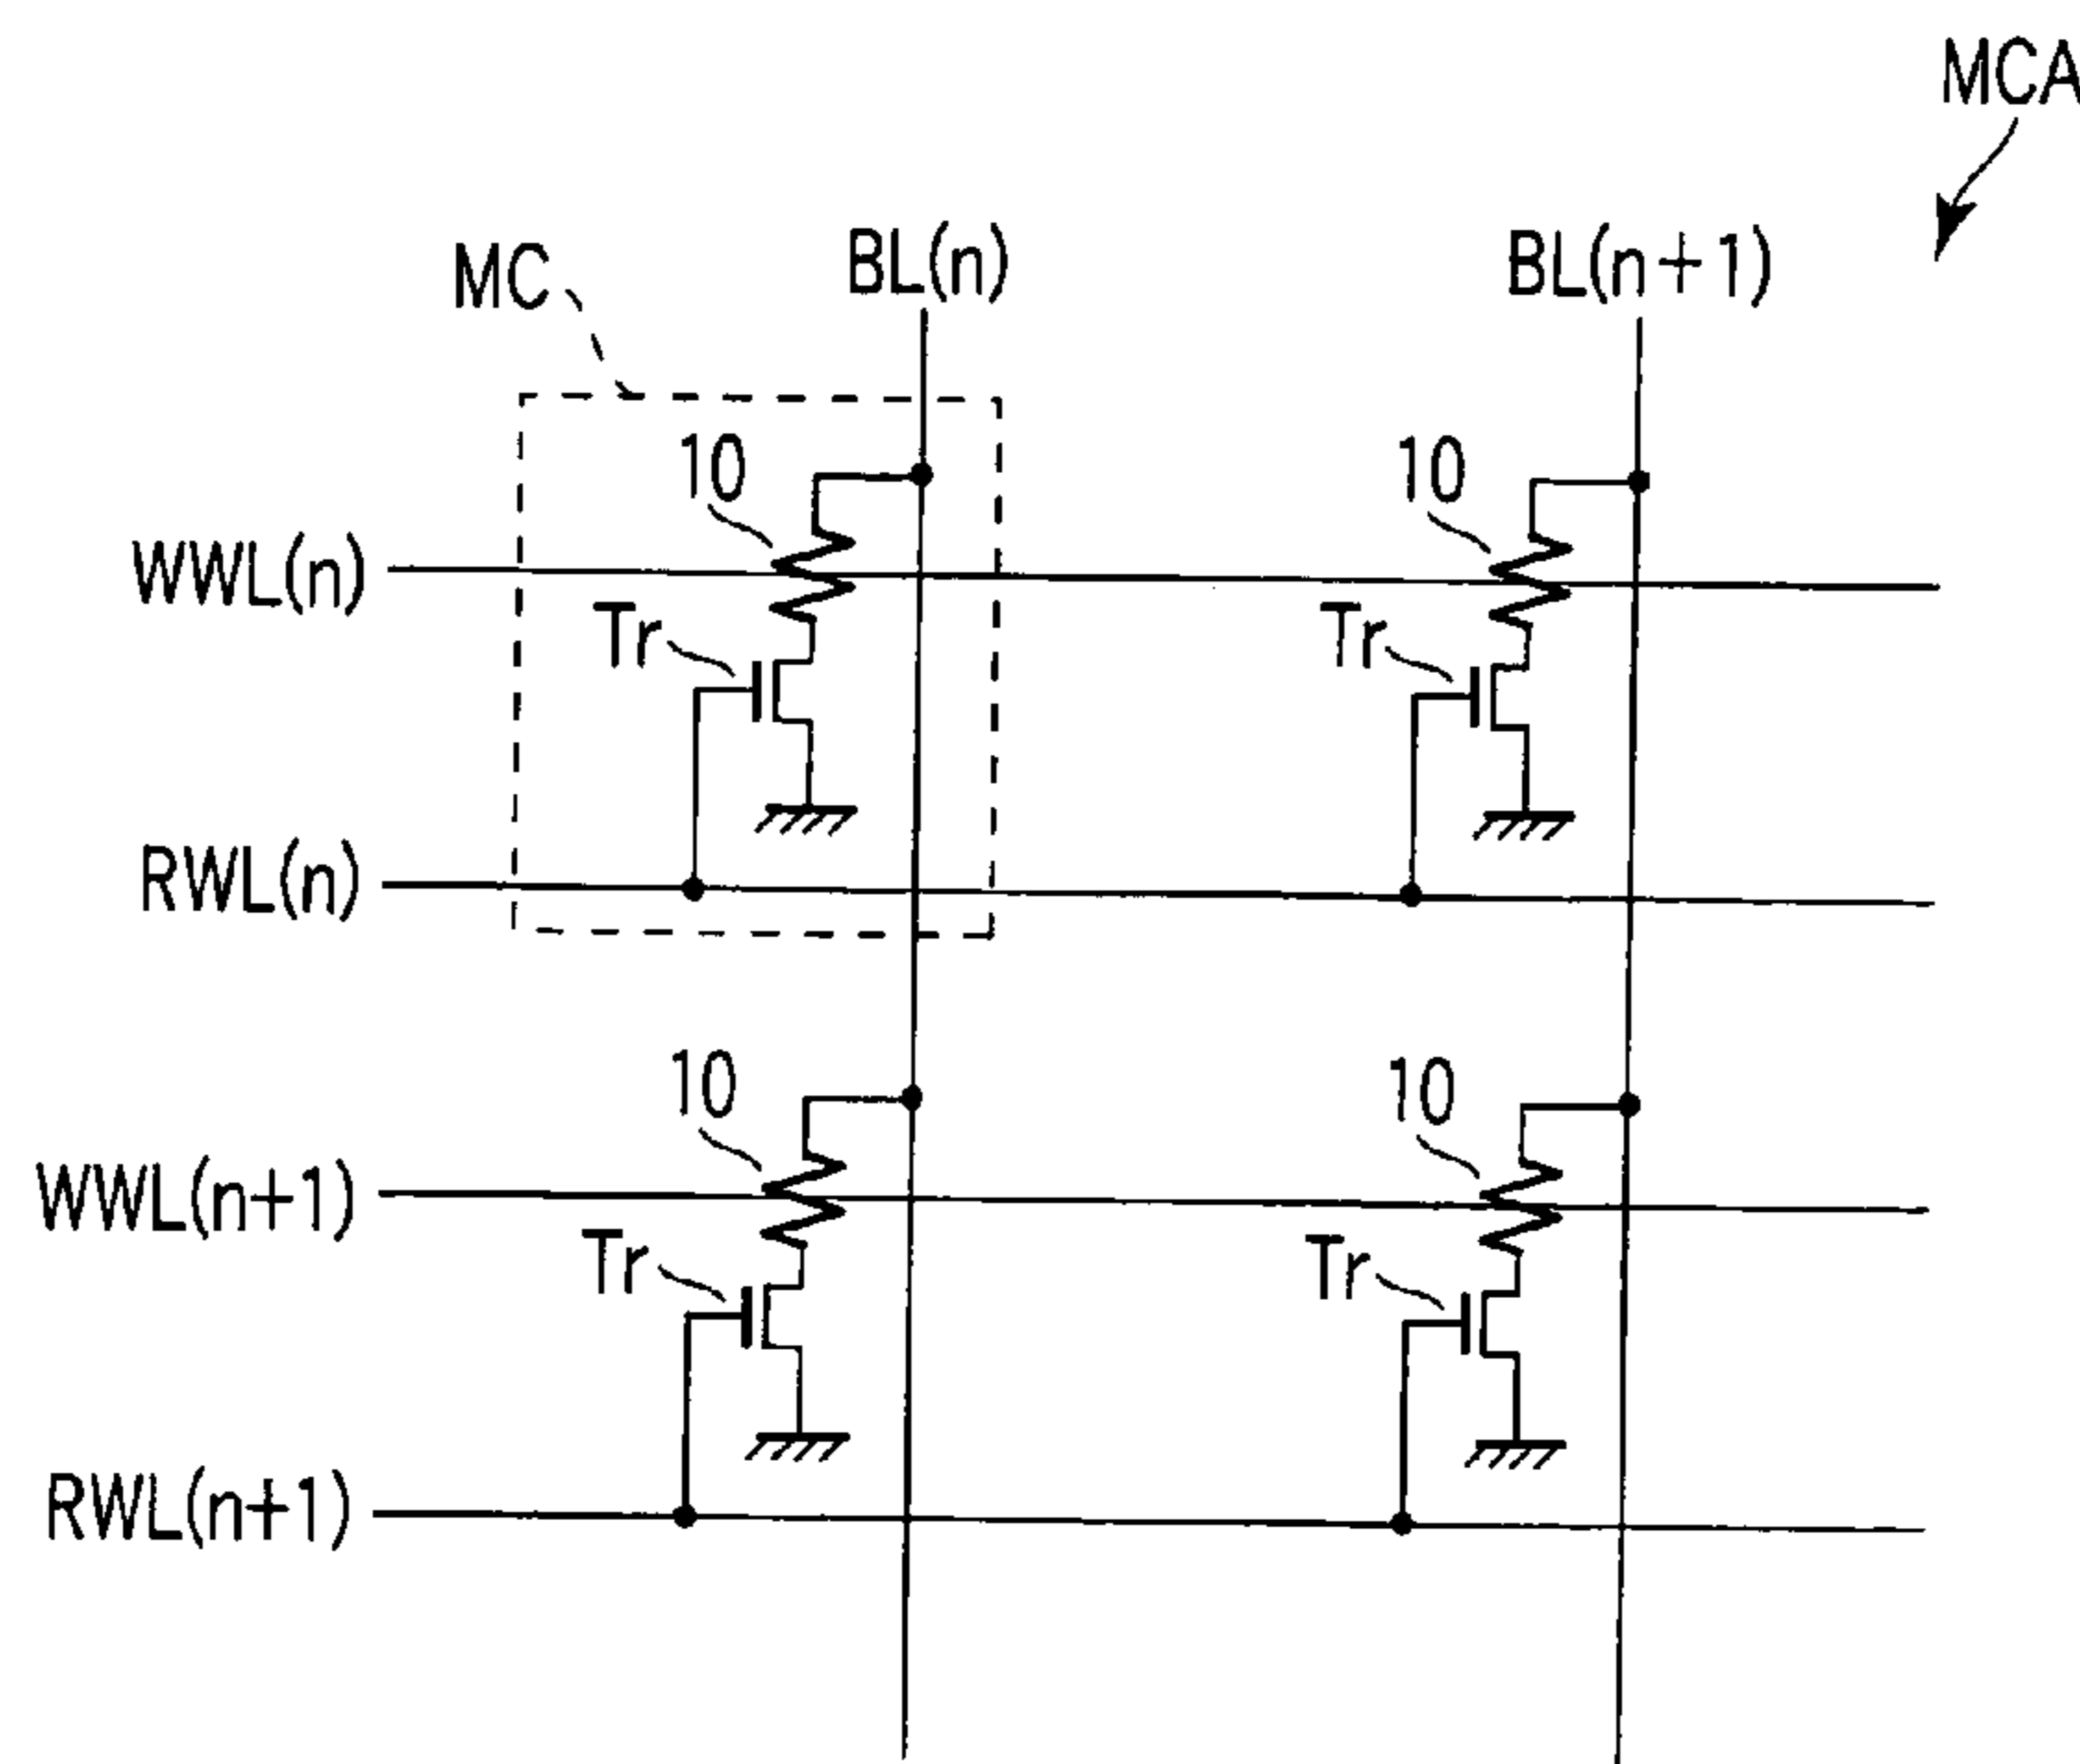 MCA
MC
BL(n)
BL(n+1)
10
10
WWL(n)
Tr
Tr
RWL(n)
10
10
WWL(n+1)
Tr
Tr
RWL(n+1)